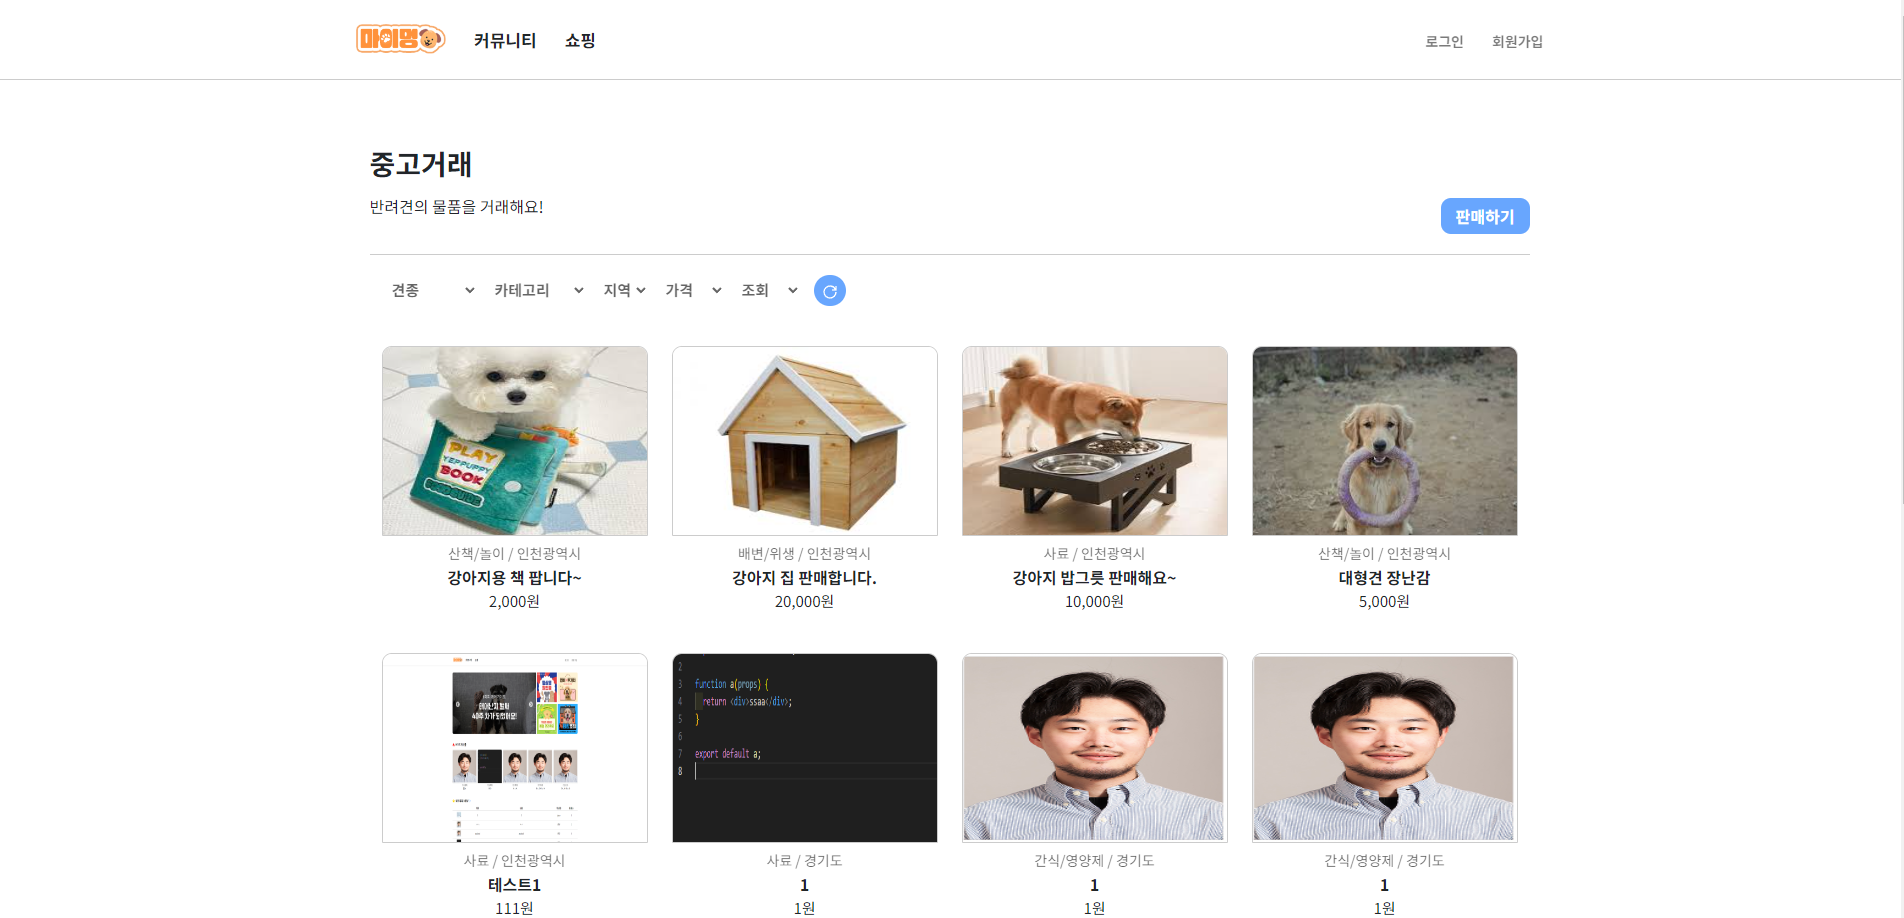 마이멍
커뮤니티
쇼핑
로그인
회원가입
중고거래
반려견의 물품을 거래해요!
판매하기
견종
카테고리
지역
가격
조회
PLAY
YEPPUPPY
BOOK
산책/놀이 / 인천광역시
강아지용 책 팝니다~
2,000원
배변/위생 / 인천광역시
강아지 집 판매합니다.
20,000원
사료 / 인천광역시
강아지 밥그릇 판매해요~
10,000원
산책/놀이 / 인천광역시
대형견 장난감
5,000원
2
3 function a(props) {
4 return <div>ssaa</div>;
5 }
6
7 export default a;
8
사료 / 인천광역시
테스트1
111원
사료 / 경기도
1
1원
간식/영양제 / 경기도
1
1원
간식/영양제 / 경기도
1
1원